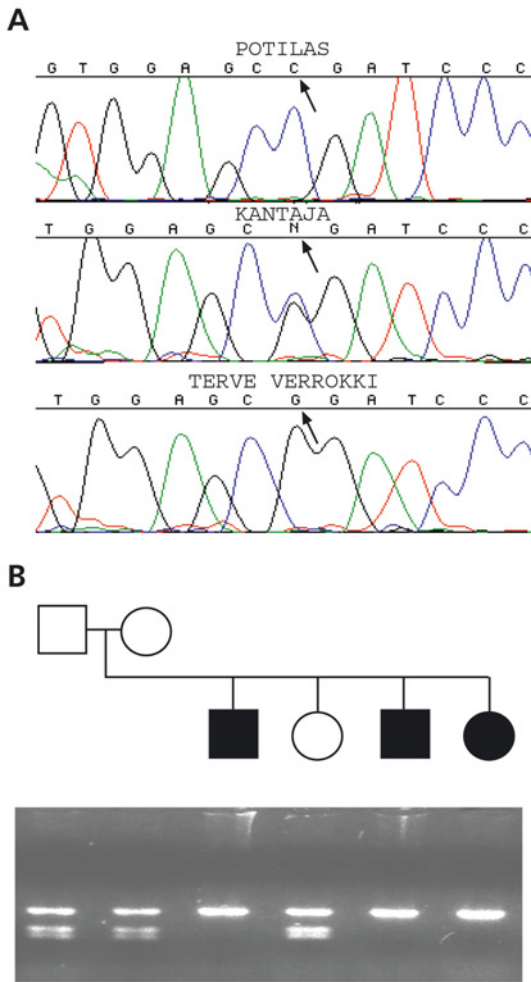 A
POTILAS
G T G G A G C C G A T C C C
KANTAJA
T G G A G C N G A T C C C
TERVE VERROKKI
T G G A G C G G A T C C C
B